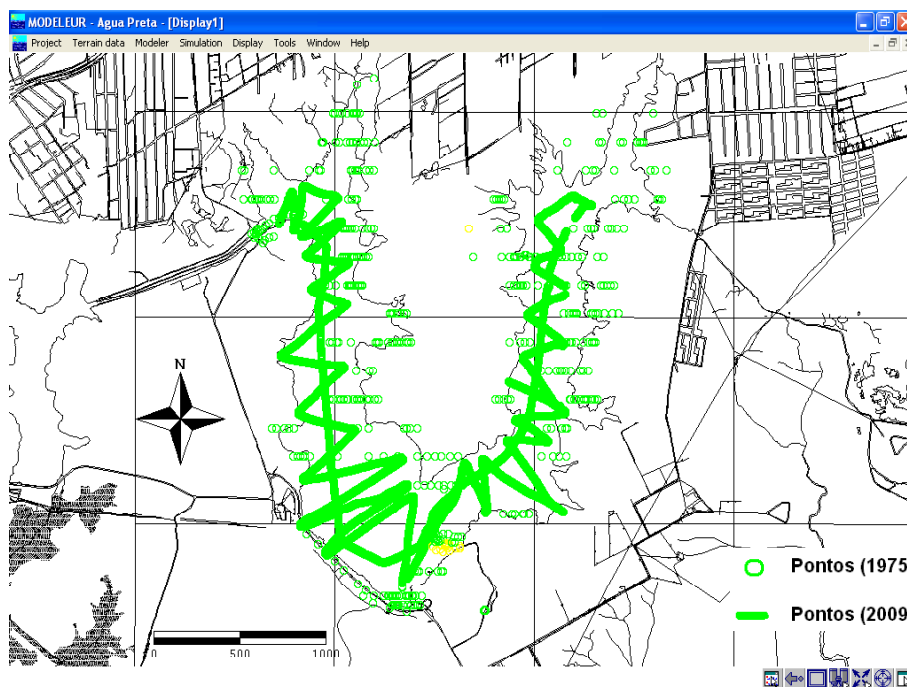 MODELEUR - Agua Preta - [Display1]
Project Terrain data Modeler Simulation Display Tools Window Help
N
Pontos (1975
Pontos (2009
0 500 1000